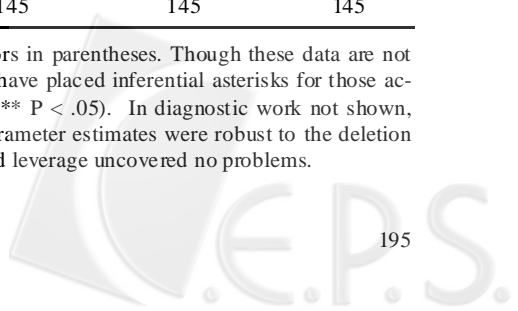 145 145 145
rs in parentheses. Though these data are not
have placed inferential asterisks for those ac-
** P < .05). In diagnostic work not shown,
rameter estimates were robust to the deletion
d leverage uncovered no problems.
195
C.E.P.S.